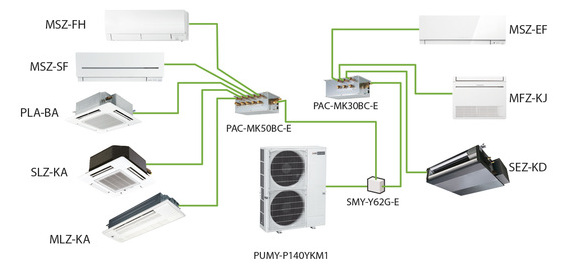 MSZ-FH
MSZ-EF
MSZ-SF
PLA-BA
MFZ-KJ
PAC-MK30BC-E
PAC-MK50BC-E
SLZ-KA
SEZ-KD
SMY-Y62G-E
MLZ-KA
PUMY-P140YKM1